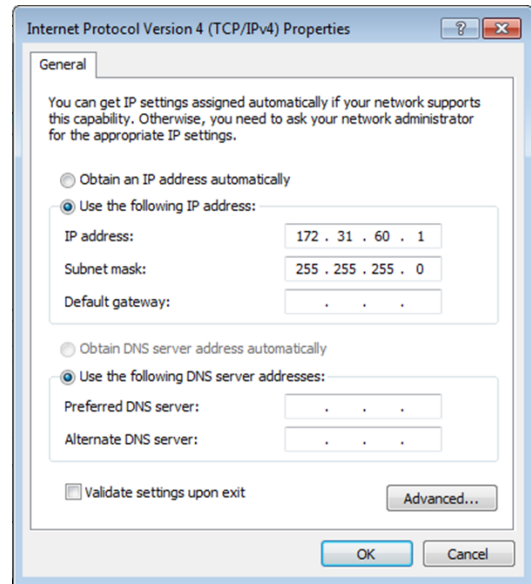 Internet Protocol Version 4 (TCP/IPv4) Properties
General
You can get IP settings assigned automatically if your network supports
this capability. Otherwise, you need to ask your network administrator
for the appropriate IP settings.
Obtain an IP address automatically
Use the following IP address:
IP address: 172 . 31 . 60 . 1
Subnet mask: 255 . 255 . 255 . 0
Default gateway: . . .
Obtain DNS server address automatically
Use the following DNS server addresses:
Preferred DNS server: . . .
Alternate DNS server: . . .
Validate settings upon exit
Advanced...
OK Cancel